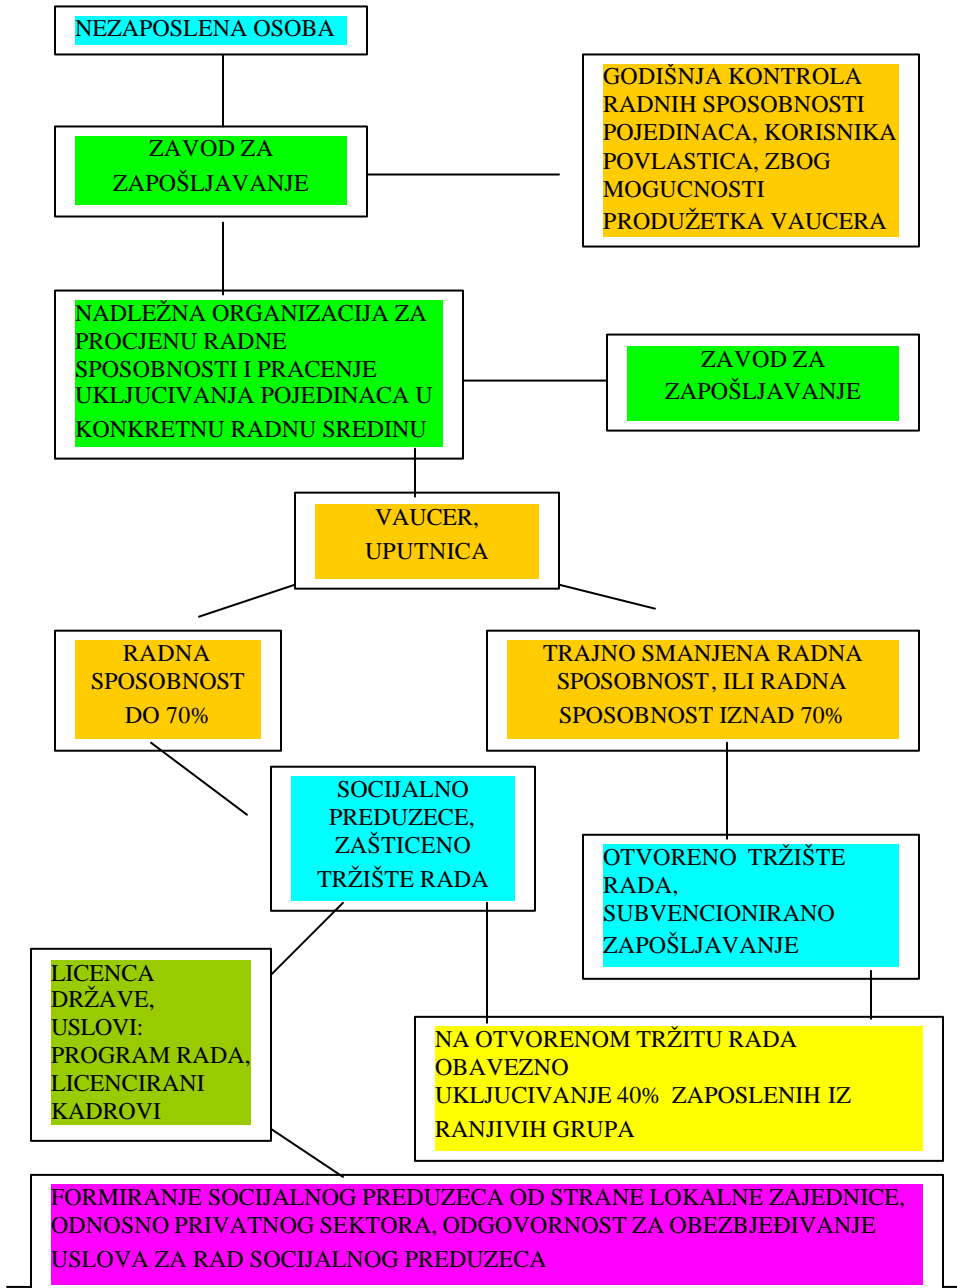 NEZAPOSLENA OSOBA
GODIŠNJA KONTROLA
RADNIH SPOSOBNOSTI
POJEDINACA, KORISNIKA
POVLASTICA, ZBOG
MOGUCNOSTI
PRODUŽETKA VAUCERA
ZAVOD ZA
ZAPOŠLJAVANJE
NADLEŽNA ORGANIZACIJA ZA
PROCJENU RADNE
SPOSOBNOSTI I PRACENJE
UKLJUCIVANJA POJEDINACA U
KONKRETNU RADNU SREDINU
ZAVOD ZA
ZAPOŠLJAVANJE
VAUCER,
UPUTNICA
RADNA
SPOSOBNOST
DO 70%
TRAJNO SMANJENA RADNA
SPOSOBNOST, ILI RADNA
SPOSOBNOST IZNAD 70%
SOCIJALNO
PREDUZECE,
ZAŠTICENO
TRŽIŠTE RADA
OTVORENO TRŽIŠTE
RADA,
SUBVENCIONIRANO
ZAPOŠLJAVANJE
LICENCA
DRŽAVE,
USLOVI:
PROGRAM RADA,
LICENCIRANI
KADROVI
NA OTVORENOM TRŽITU RADA
OBAVEZNO
UKLJUCIVANJE 40% ZAPOSLENIH IZ
RANJIVIH GRUPA
FORMIRANJE SOCIJALNOG PREDUZECA OD STRANE LOKALNE ZAJEDNICE,
ODNOSNO PRIVATNOG SEKTORA, ODGOVORNOST ZA OBEZBJEĐIVANJE
USLOVA ZA RAD SOCIJALNOG PREDUZECA